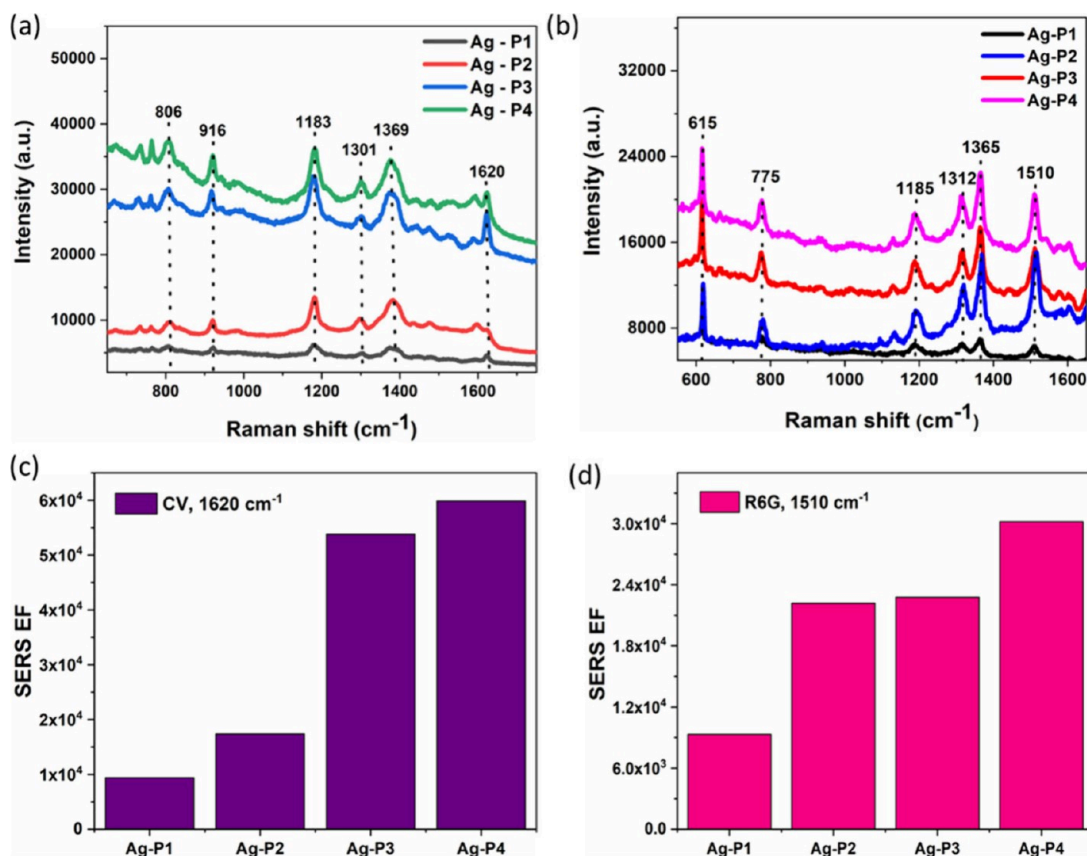 (a)
Ag - P1
Ag - P2
Ag - P3
Ag - P4
50000
40000
30000
20000
10000
Intensity (a.u.)
806
916
1183
1301
1369
1620
800
1000
1200
1400
1600
Raman shift (cm⁻¹)
(b)
Ag-P1
Ag-P2
Ag-P3
Ag-P4
36000
24000
16000
8000
Intensity (a.u.)
615
775
1185
1312
1365
1510
600
800
1000
1200
1400
1600
Raman shift (cm⁻¹)
(c)
CV, 1620 cm⁻¹
6x10⁴
5x10⁴
4x10⁴
3x10⁴
2x10⁴
1x10⁴
0
SERS EF
Ag-P1
Ag-P2
Ag-P3
Ag-P4
(d)
R6G, 1510 cm⁻¹
3.0x10⁴
2.4x10⁴
1.8x10⁴
1.2x10⁴
6.0x10³
0.0
SERS EF
Ag-P1
Ag-P2
Ag-P3
Ag-P4